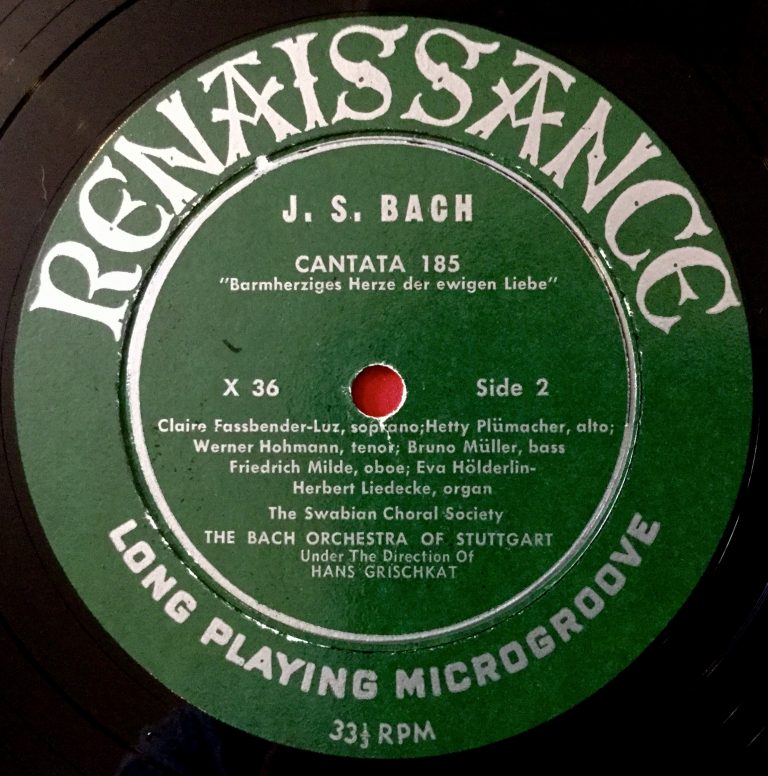 RENAISSANCE
J. S. BACH
CANTATA 185
"Barmherziges Herze der ewigen Liebe"
X 36 Side 2
Claire Fassbender-Luz, soprano;Hetty Plümacher, alto;
Werner Hohmann, tenor; Bruno Müller, bass
Friedrich Milde, oboe; Eva Hölderlin-
Herbert Liedecke, organ
The Swabian Choral Society
THE BACH ORCHESTRA OF STUTTGART
Under The Direction Of
HANS GRISCHKAT
LONG PLAYING MICROGROOVE
33⅓ RPM